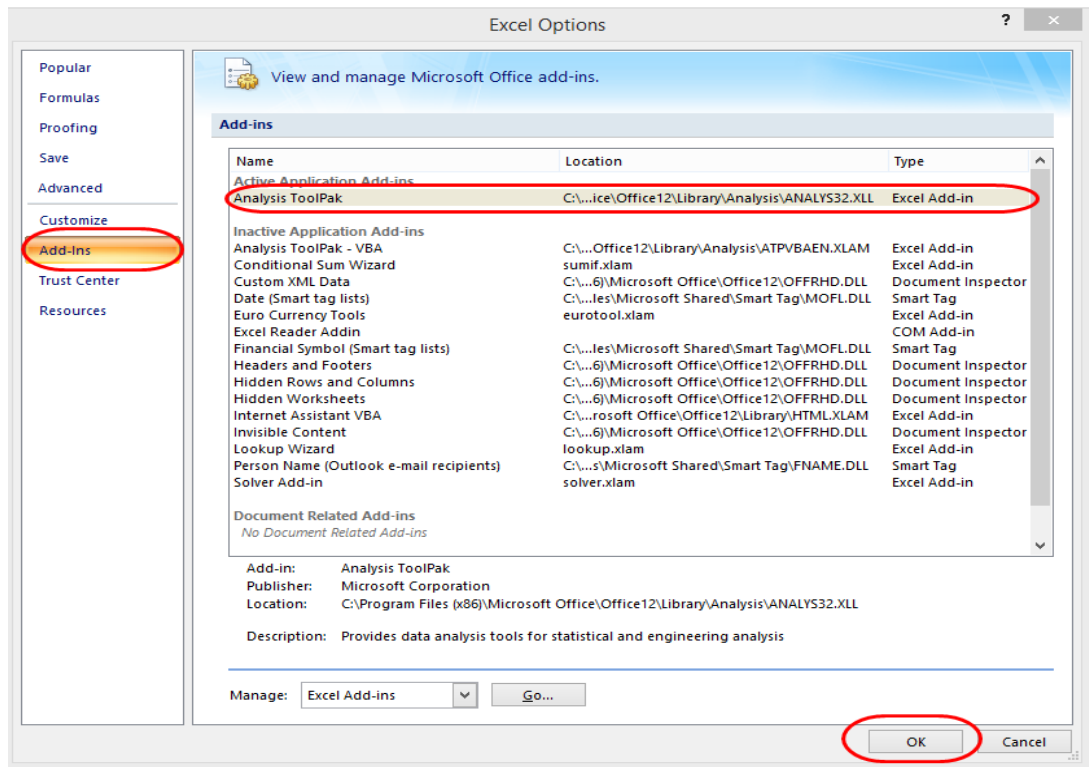 Excel Options
?
×
Popular
Formulas
Proofing
Save
Advanced
Customize
Add-Ins
Trust Center
Resources
View and manage Microsoft Office add-ins.
Add-ins
Name Location Type
Active Application Add-ins
Analysis ToolPak C:\...ice\Office12\Library\Analysis\ANALYS32.XLL Excel Add-in
Inactive Application Add-ins
Analysis ToolPak - VBA C:\...Office12\Library\Analysis\ATPVBAEN.XLAM Excel Add-in
Conditional Sum Wizard sumif.xlam Excel Add-in
Custom XML Data C:\...6)\Microsoft Office\Office12\OFFRHD.DLL Document Inspector
Date (Smart tag lists) C:\...les\Microsoft Shared\Smart Tag\MOFL.DLL Smart Tag
Euro Currency Tools eurotool.xlam Excel Add-in
Excel Reader Addin COM Add-in
Financial Symbol (Smart tag lists) C:\...les\Microsoft Shared\Smart Tag\MOFL.DLL Smart Tag
Headers and Footers C:\...6)\Microsoft Office\Office12\OFFRHD.DLL Document Inspector
Hidden Rows and Columns C:\...6)\Microsoft Office\Office12\OFFRHD.DLL Document Inspector
Hidden Worksheets C:\...6)\Microsoft Office\Office12\OFFRHD.DLL Document Inspector
Internet Assistant VBA C:\...rosoft Office\Office12\Library\HTML.XLAM Excel Add-in
Invisible Content C:\...6)\Microsoft Office\Office12\OFFRHD.DLL Document Inspector
Lookup Wizard lookup.xlam Excel Add-in
Person Name (Outlook e-mail recipients) C:\...s\Microsoft Shared\Smart Tag\FNAME.DLL Smart Tag
Solver Add-in solver.xlam Excel Add-in
Document Related Add-ins
No Document Related Add-ins
Add-in: Analysis ToolPak
Publisher: Microsoft Corporation
Location: C:\Program Files (x86)\Microsoft Office\Office12\Library\Analysis\ANALYS32.XLL
Description: Provides data analysis tools for statistical and engineering analysis
Manage: Excel Add-ins Go...
OK Cancel